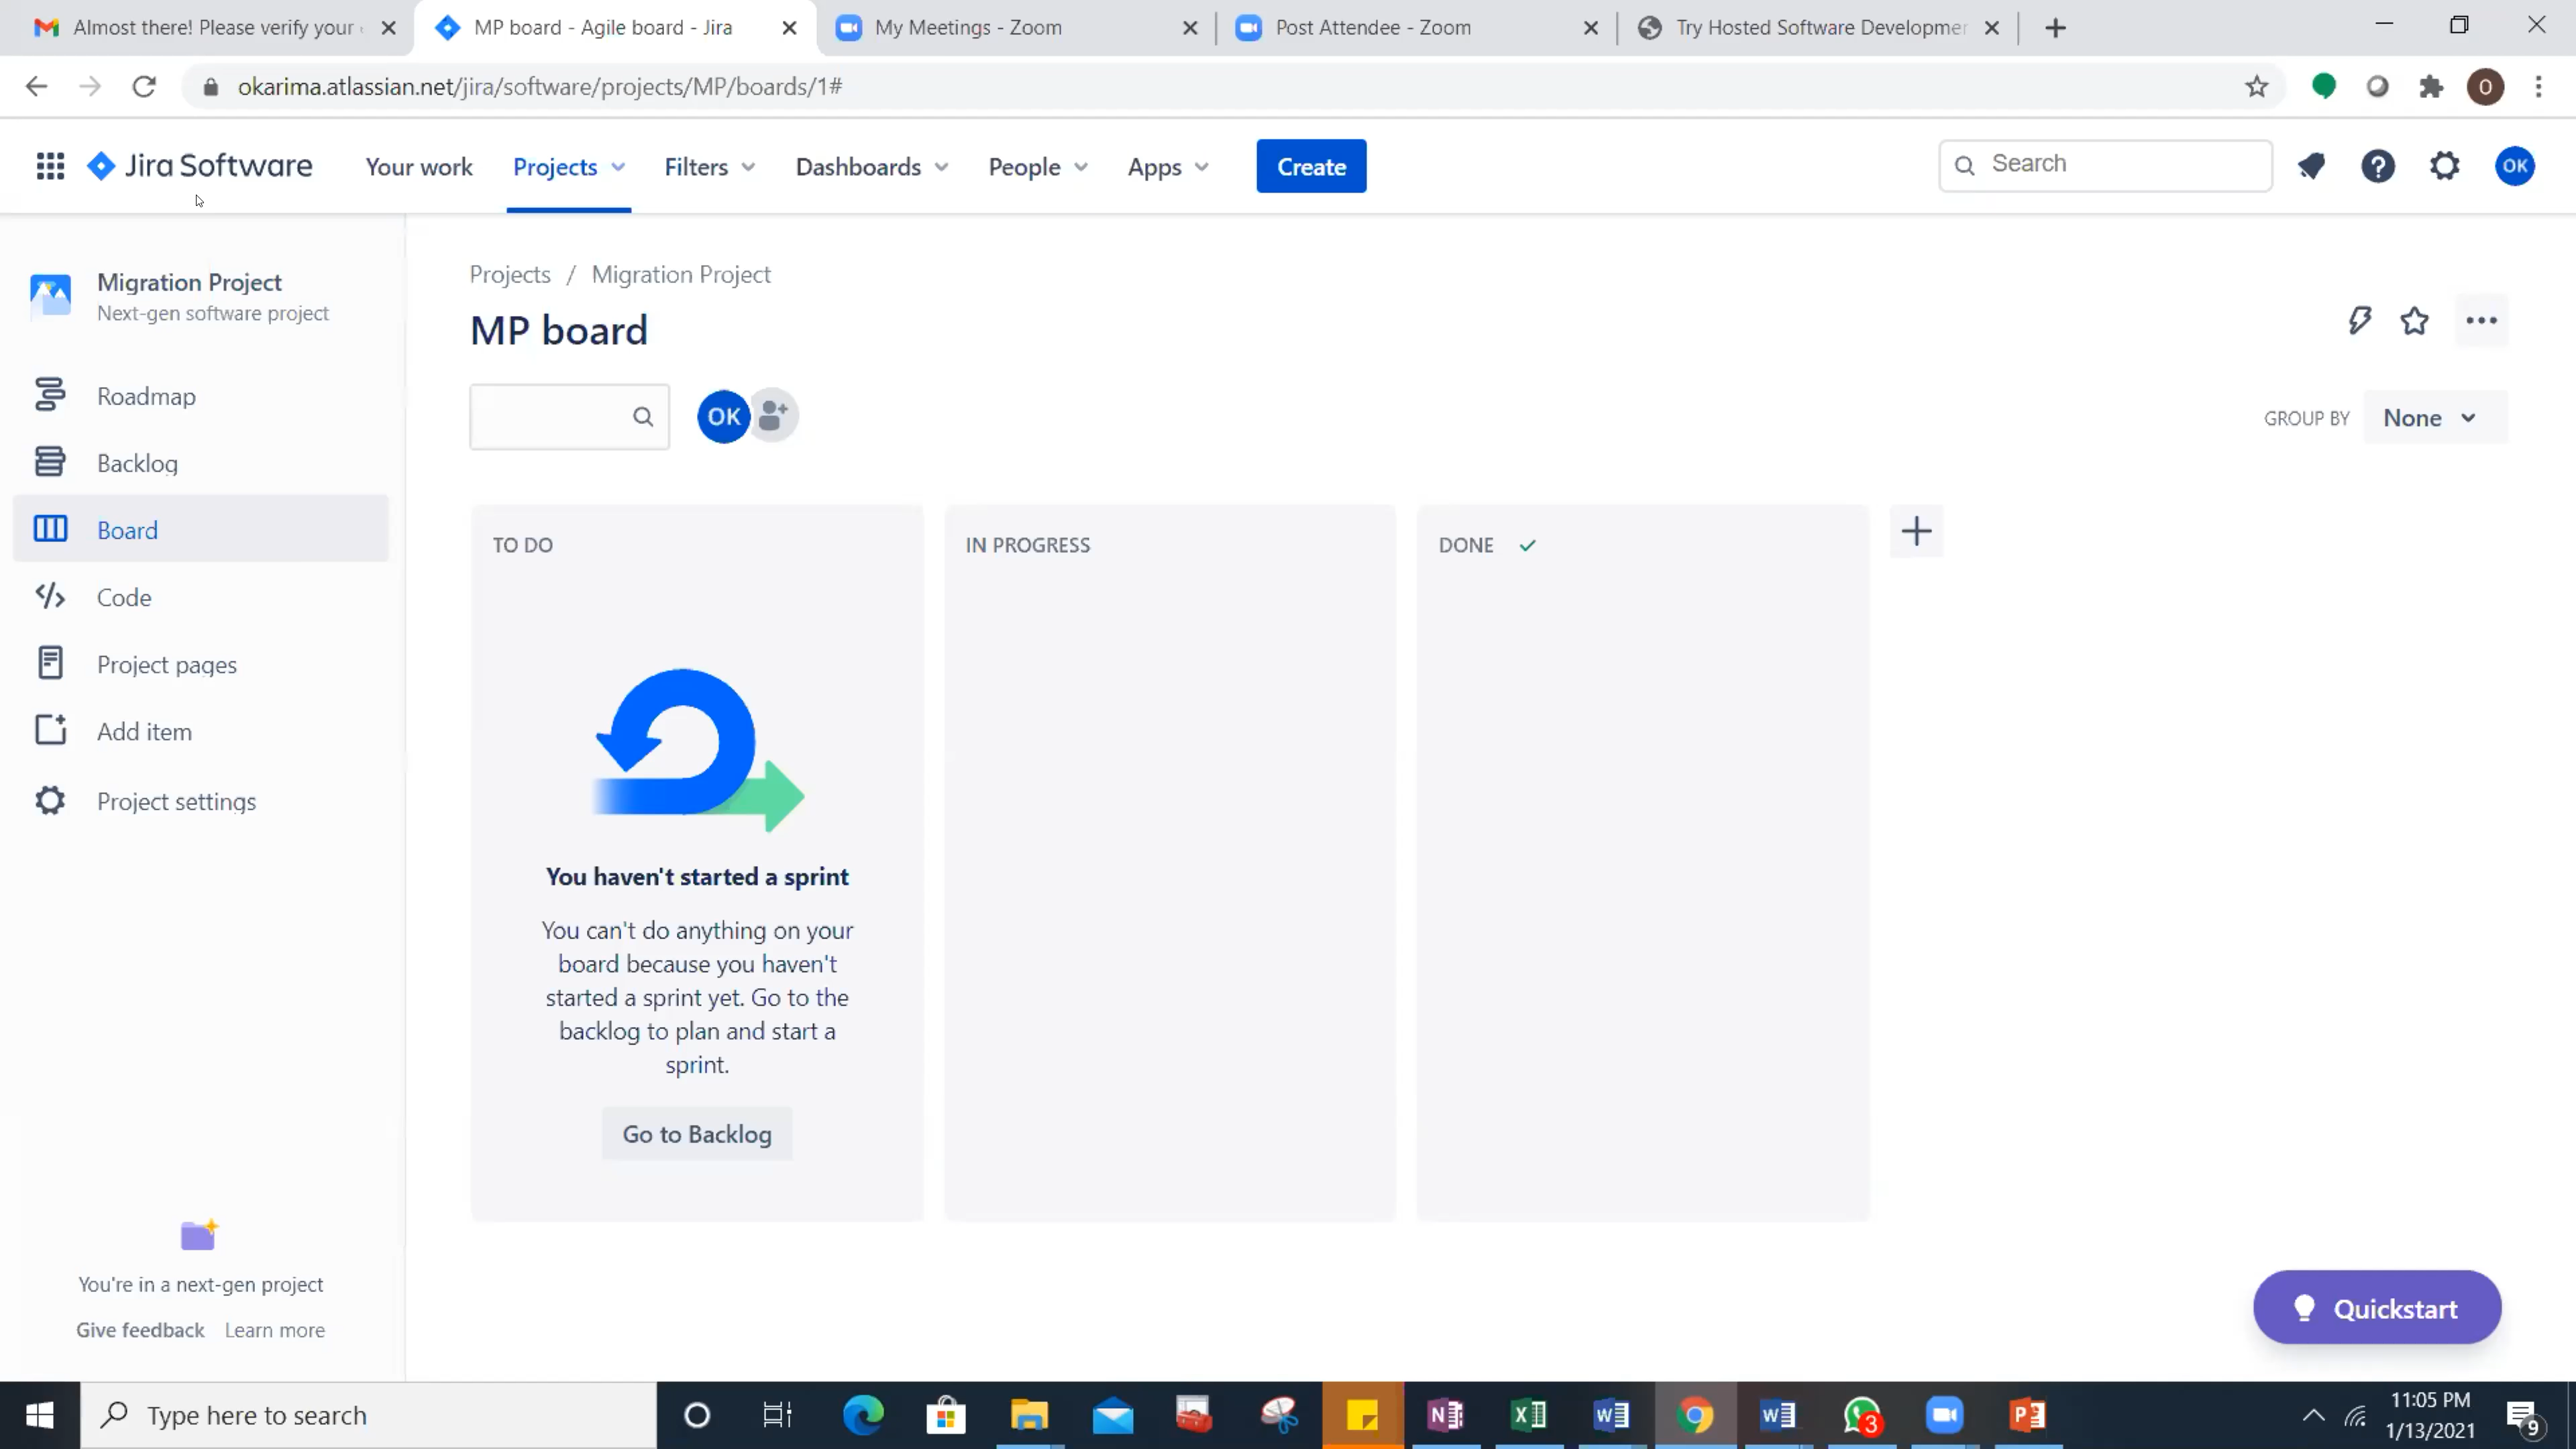 Almost there! Please verify your
MP board - Agile board - Jira
My Meetings - Zoom
Post Attendee - Zoom
Try Hosted Software Developmen
okarima.atlassian.net/jira/software/projects/MP/boards/1#
O
Jira Software
Your work
Projects
Filters
Dashboards
People
Apps
Create
Search
OK
Migration Project
Next-gen software project
Roadmap
Backlog
Board
Code
Project pages
Add item
Project settings
You're in a next-gen project
Give feedback Learn more
Projects / Migration Project
MP board
OK
GROUP BY None
TO DO
IN PROGRESS
DONE
You haven't started a sprint
You can't do anything on your
board because you haven't
started a sprint yet. Go to the
backlog to plan and start a
sprint.
Go to Backlog
Quickstart
Type here to search
3
11:05 PM
1/13/2021
9